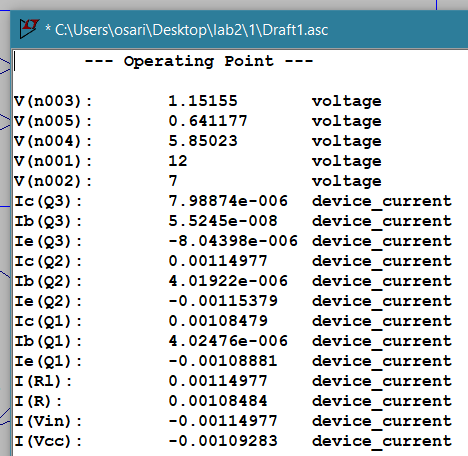 * C:\Users\osari\Desktop\lab2\1\Draft1.asc
--- Operating Point ---
V(n003): 1.15155 voltage
V(n005): 0.641177 voltage
V(n004): 5.85023 voltage
V(n001): 12 voltage
V(n002): 7 voltage
Ic(Q3): 7.98874e-006 device_current
Ib(Q3): 5.5245e-008 device_current
Ie(Q3): -8.04398e-006 device_current
Ic(Q2): 0.00114977 device_current
Ib(Q2): 4.01922e-006 device_current
Ie(Q2): -0.00115379 device_current
Ic(Q1): 0.00108479 device_current
Ib(Q1): 4.02476e-006 device_current
Ie(Q1): -0.00108881 device_current
I(Rl): 0.00114977 device_current
I(R): 0.00108484 device_current
I(Vin): -0.00114977 device_current
I(Vcc): -0.00109283 device_current